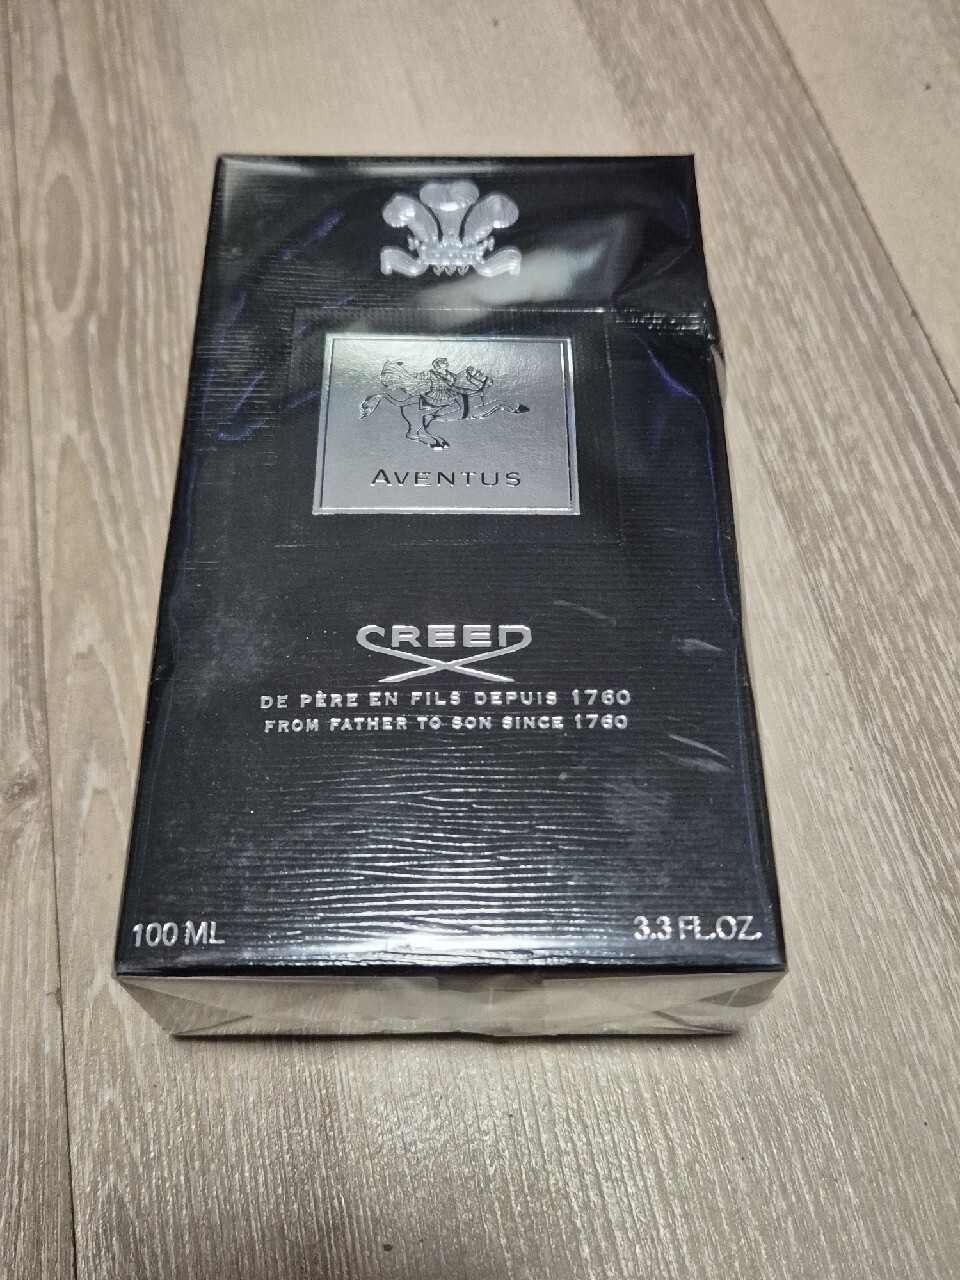 AVENTUS
CREED
DE PÈRE EN FILS DEPUIS 1760
FROM FATHER TO SON SINCE 1760
100 ML
3.3 FL.OZ.